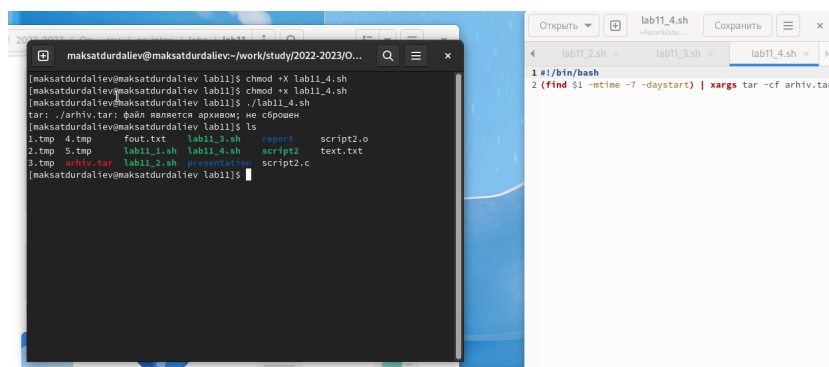 maksatdurdaliev@maksatdurdaliev:~/work/study/2022-2023/O...
[maksatdurdaliev@maksatdurdaliev lab11]$ chmod +X lab11_4.sh
[maksatdurdaliev@maksatdurdaliev lab11]$ chmod +x lab11_4.sh
[maksatdurdaliev@maksatdurdaliev lab11]$ ./lab11_4.sh
tar: ./arhiv.tar: файл является архивом; не сброшен
[maksatdurdaliev@maksatdurdaliev lab11]$ ls
1.tmp 4.tmp fout.txt lab11_3.sh report script2.o
2.tmp 5.tmp lab11_1.sh lab11_4.sh script2 text.txt
3.tmp arhiv.tar lab11_2.sh presentation script2.c
[maksatdurdaliev@maksatdurdaliev lab11]$
Открыть lab11_4.sh Сохранить
~/work/stu...
lab11_2.sh lab11_3.sh lab11_4.sh
1 #!/bin/bash
2 (find $1 -mtime -7 -daystart) | xargs tar -cf arhiv.tar